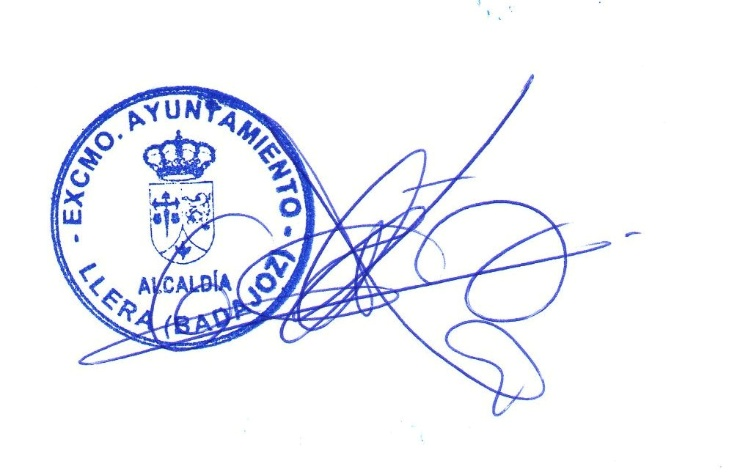 - EXCMO. AYUNTAMIENTO -
ALCALDÍA
LLERA (BADAJOZ)